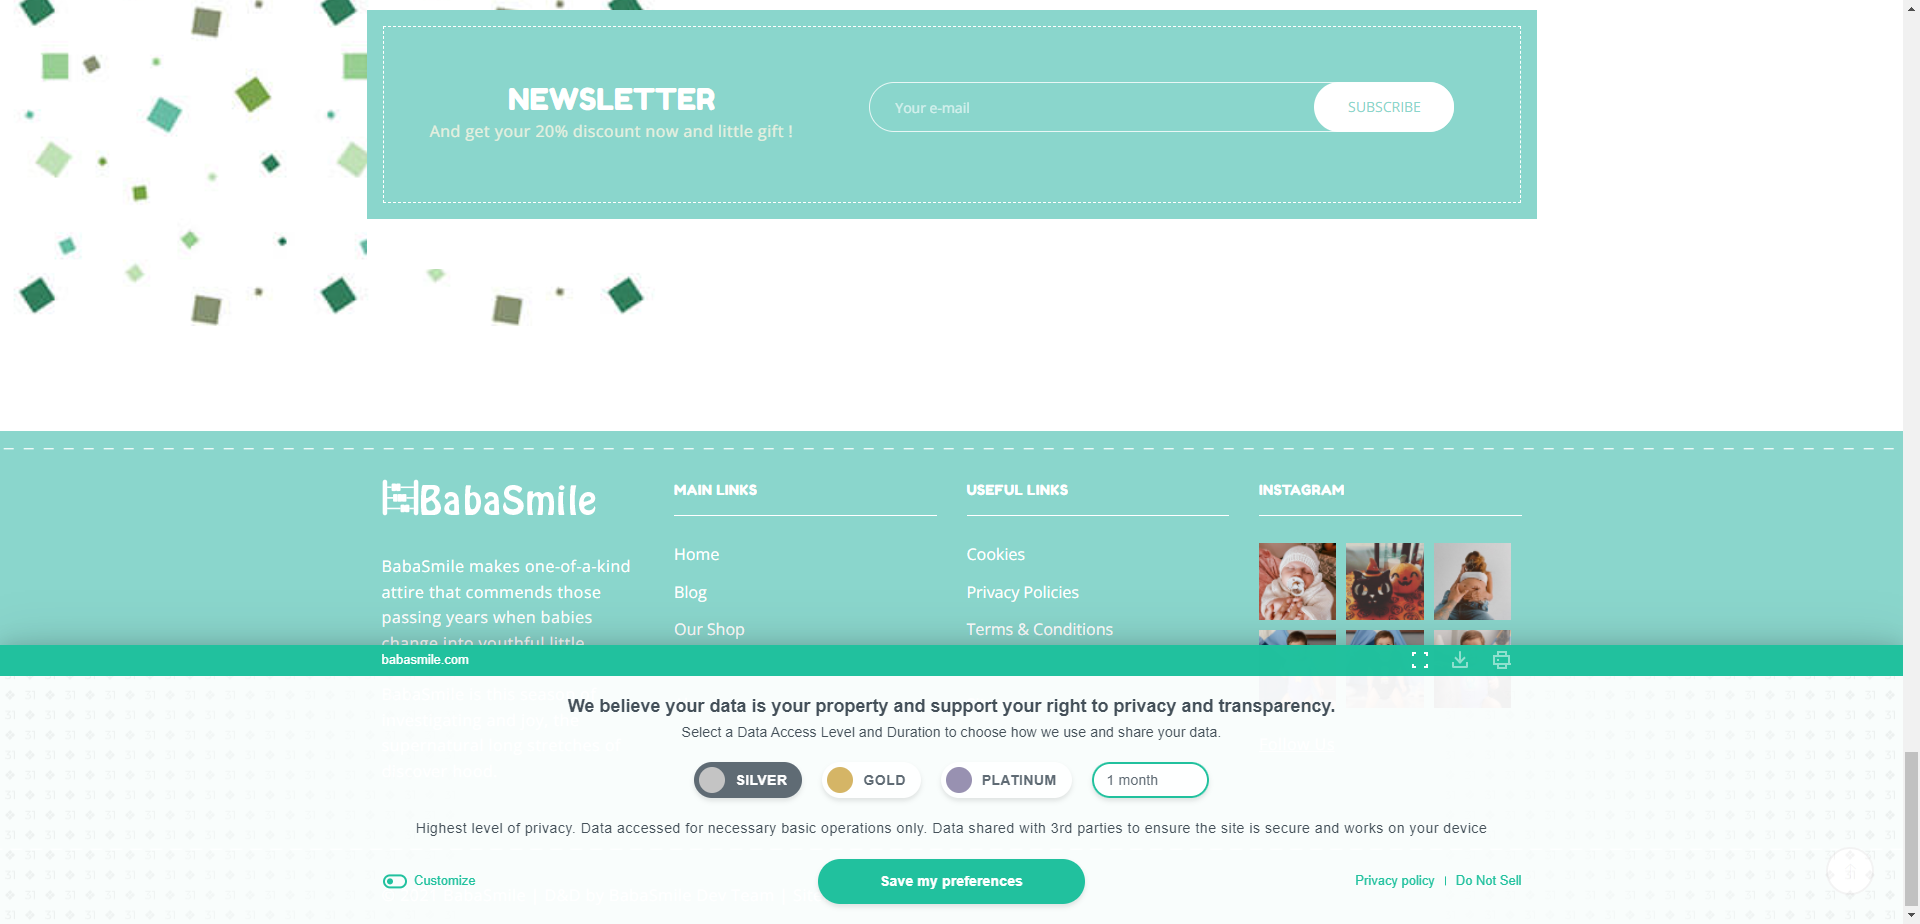 NEWSLETTER
And get your 20% discount now and little gift !
Your e-mail
SUBSCRIBE
BabaSmile
BabaSmile makes one-of-a-kind
attire that commends those
passing years when babies
change into youthful little
MAIN LINKS
Home
Blog
Our Shop
USEFUL LINKS
Cookies
Privacy Policies
Terms & Conditions
INSTAGRAM
babasmile.com
We believe your data is your property and support your right to privacy and transparency.
Select a Data Access Level and Duration to choose how we use and share your data.
SILVER
GOLD
PLATINUM
1 month
Highest level of privacy. Data accessed for necessary basic operations only. Data shared with 3rd parties to ensure the site is secure and works on your device
Customize
Save my preferences
Privacy policy
Do Not Sell